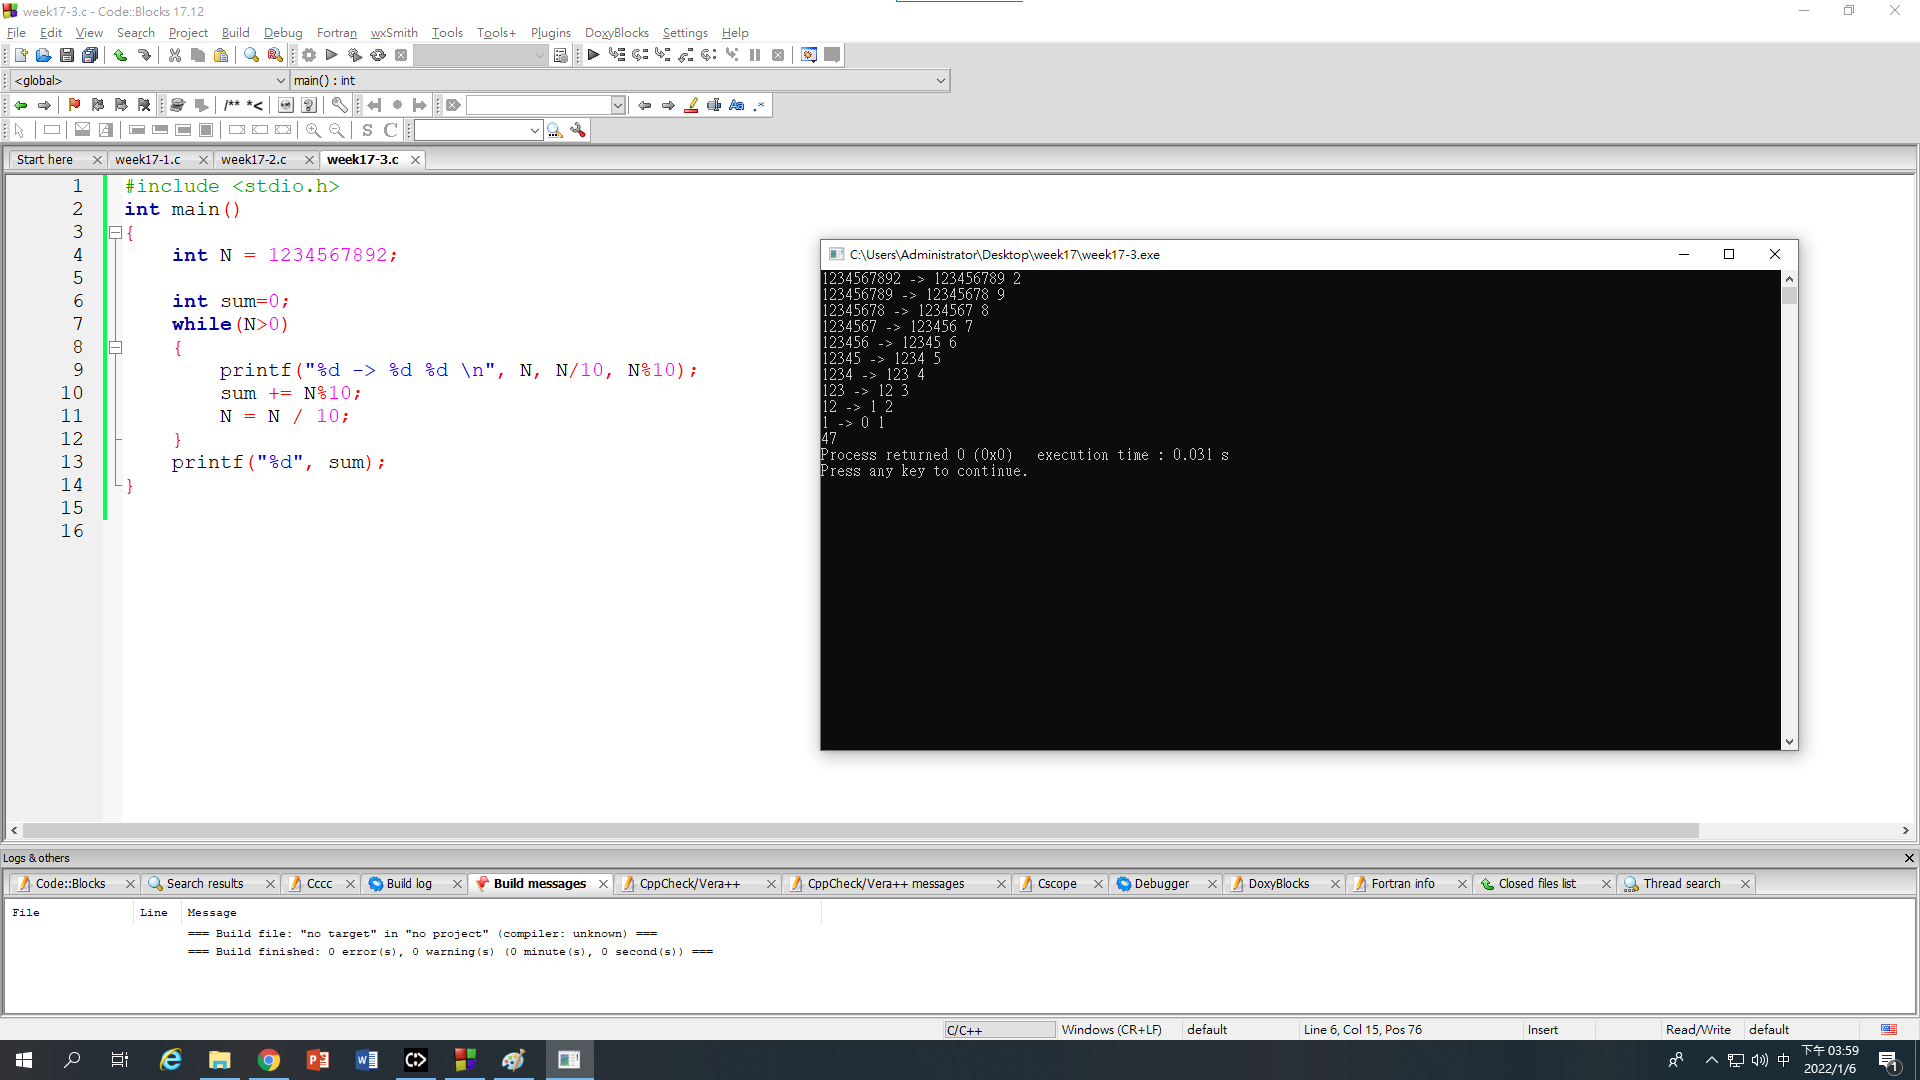 week17-3.c - Code::Blocks 17.12
File Edit View Search Project Build Debug Fortran wxSmith Tools Tools+ Plugins DoxyBlocks Settings Help
<global> main() : int
/** *<
S C
Start here week17-1.c week17-2.c week17-3.c
1 #include <stdio.h>
2 int main()
3 {
4 int N = 1234567892;
5
6 int sum=0;
7 while(N>0)
8 {
9 printf("%d -> %d %d \n", N, N/10, N%10);
10 sum += N%10;
11 N = N / 10;
12 }
13 printf("%d", sum);
14 }
15
16
C:\Users\Administrator\Desktop\week17\week17-3.exe
1234567892 -> 123456789 2
123456789 -> 12345678 9
12345678 -> 1234567 8
1234567 -> 123456 7
123456 -> 12345 6
12345 -> 1234 5
1234 -> 123 4
123 -> 12 3
12 -> 1 2
1 -> 0 1
47
Process returned 0 (0x0)   execution time : 0.031 s
Press any key to continue.
Logs & others
Code::Blocks Search results Cccc Build log Build messages CppCheck/Vera++ CppCheck/Vera++ messages Cscope Debugger DoxyBlocks Fortran info Closed files list Thread search
File Line Message
=== Build file: "no target" in "no project" (compiler: unknown) ===
=== Build finished: 0 error(s), 0 warning(s) (0 minute(s), 0 second(s)) ===
C/C++ Windows (CR+LF) default Line 6, Col 15, Pos 76 Insert Read/Write default
中 下午 03:59
2022/1/6
1